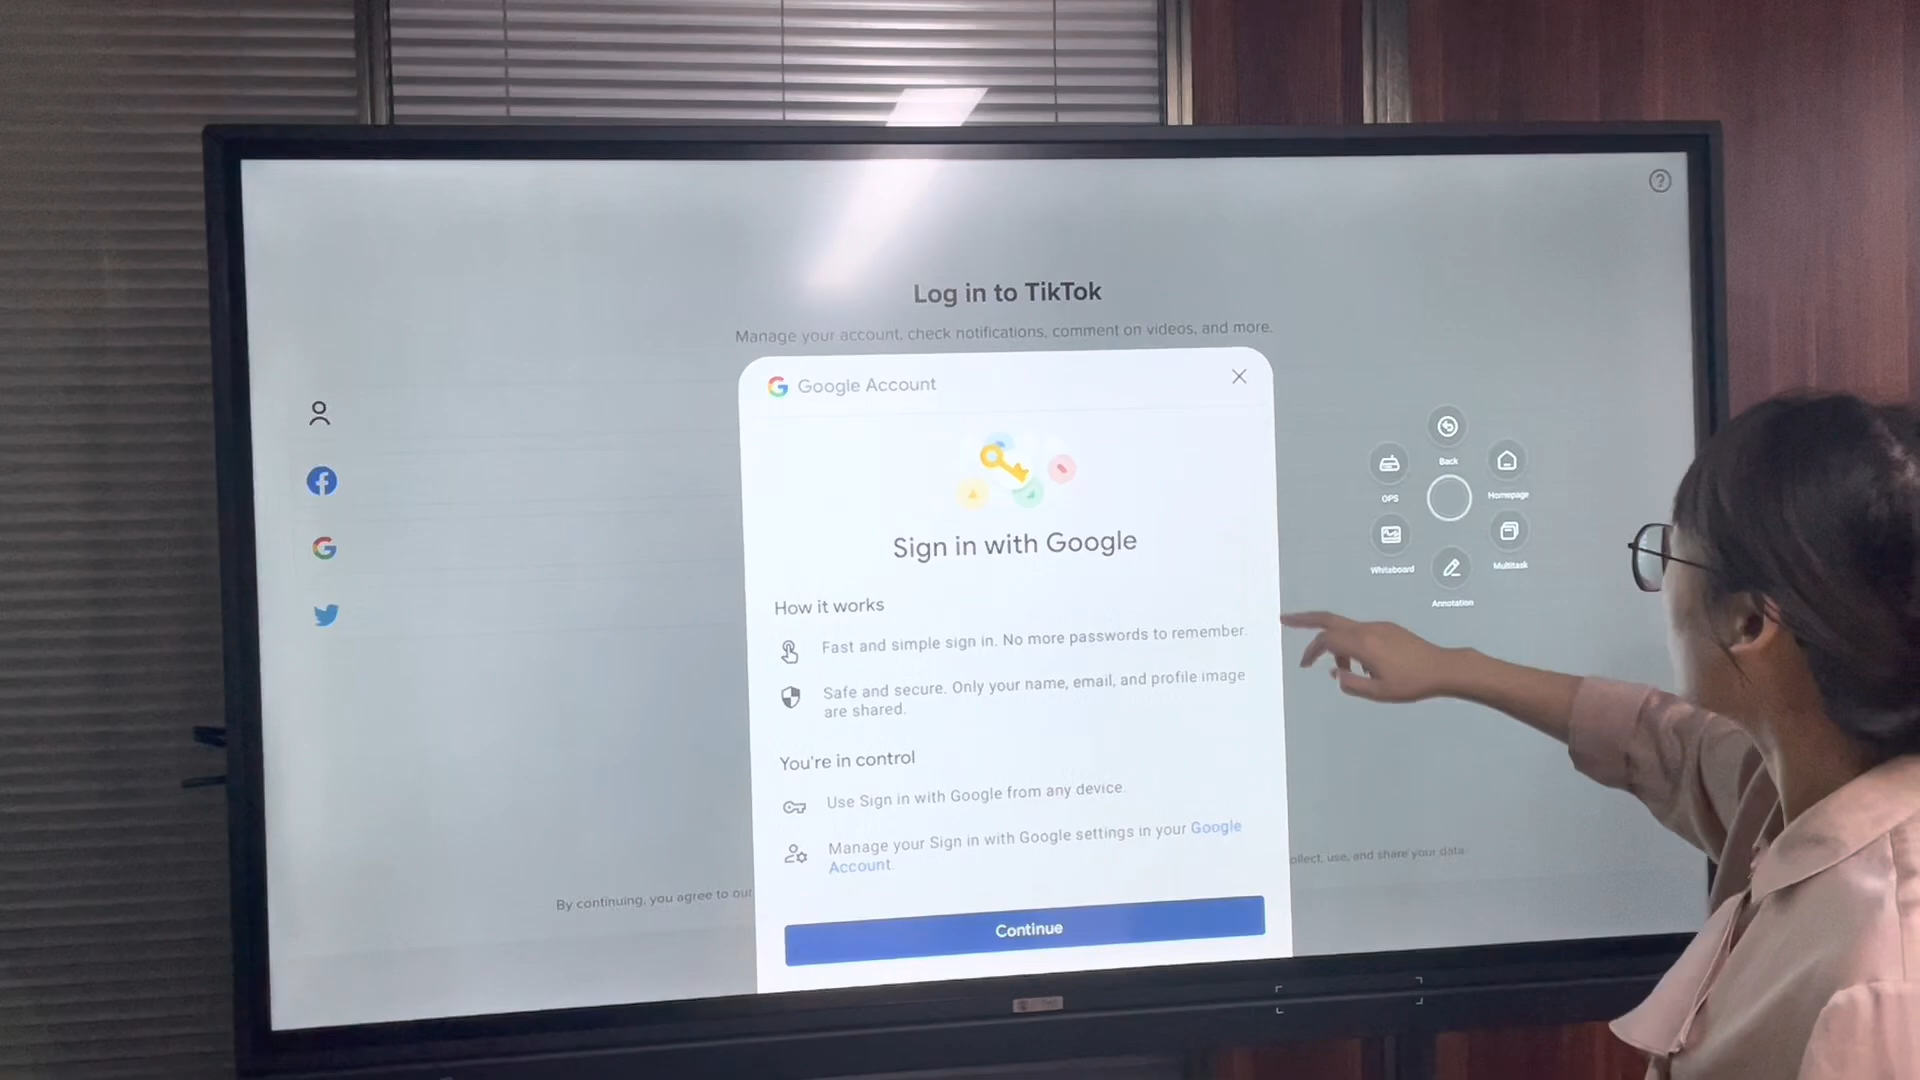 Log in to TikTok
Manage your account, check notifications, comment on videos, and more.
Google Account
Sign in with Google
How it works
Fast and simple sign in. No more passwords to remember.
Safe and secure. Only your name, email, and profile image
are shared.
You're in control
Use Sign in with Google from any device.
Manage your Sign in with Google settings in your Google
Account.
Continue
By continuing, you agree to our
collect, use, and share your data.
Back
OPS
Homepage
Whiteboard
Multitask
Annotation